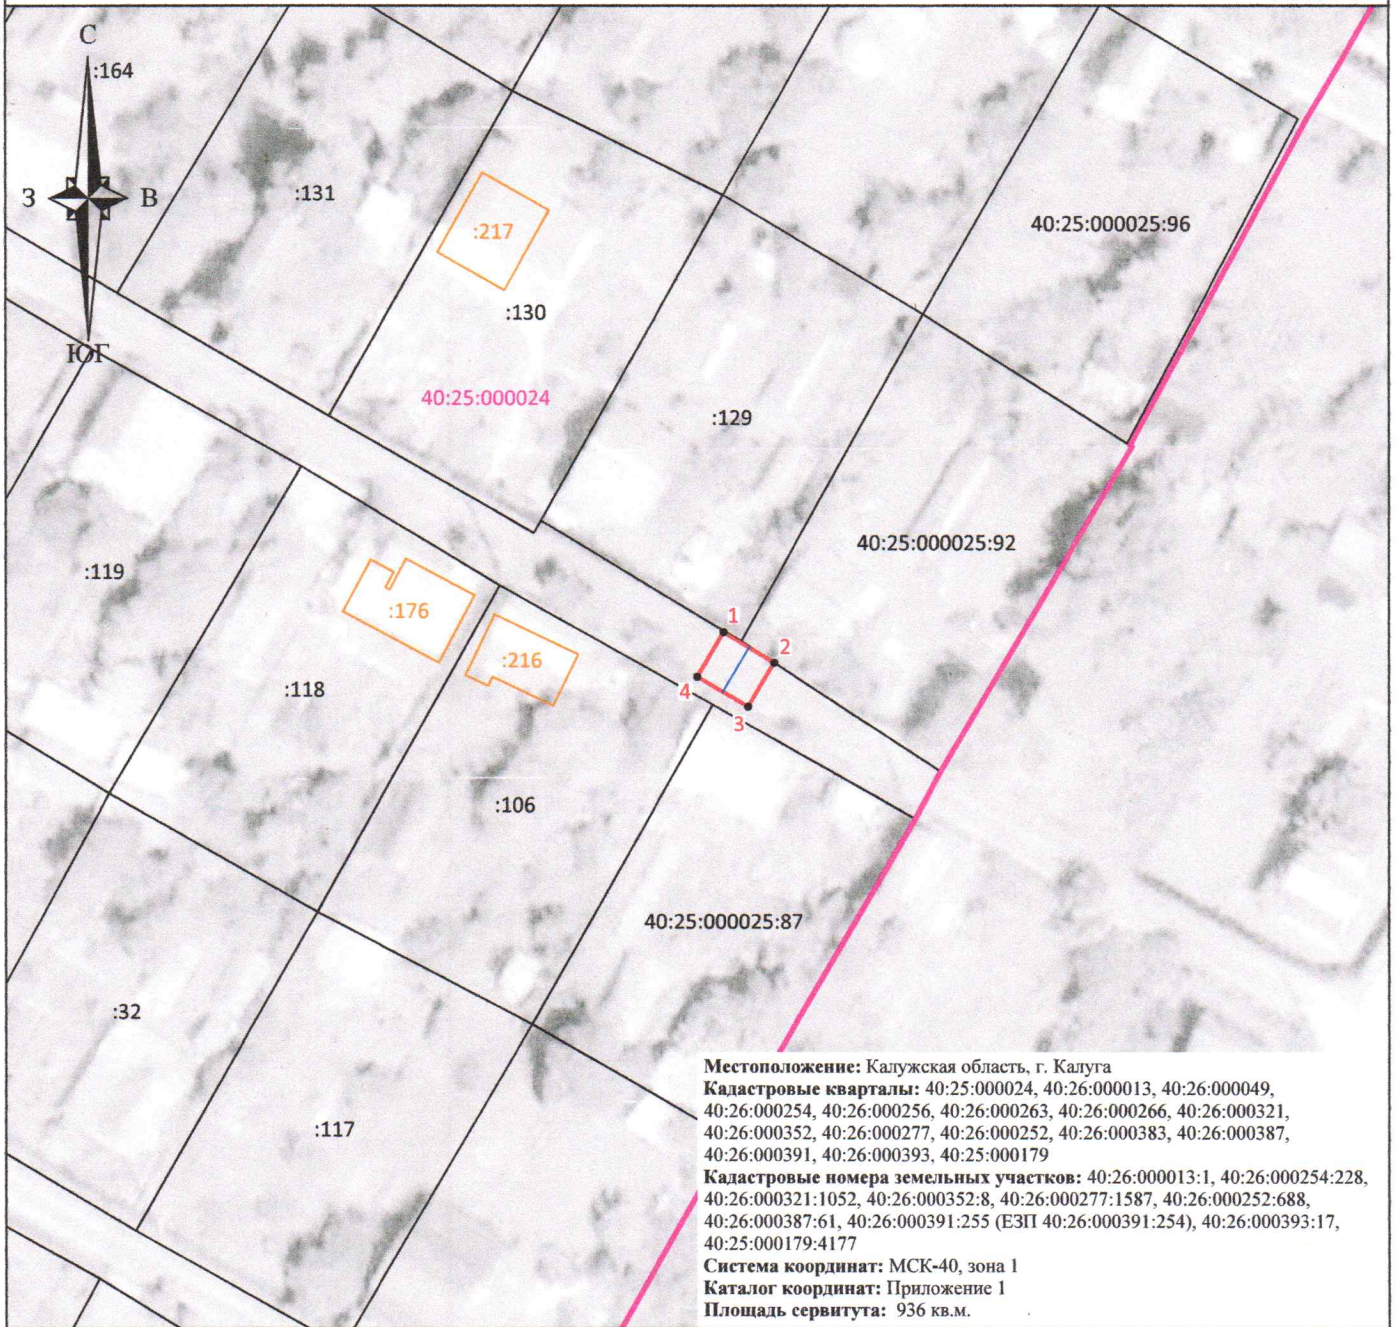 С
:164
З
В
:131
:217
40:25:000025:96
:130
ЮГ
40:25:000024
:129
40:25:000025:92
:119
:176
1
:216
2
:118
4
3
:106
40:25:000025:87
:32
:117
Местоположение: Калужская область, г. Калуга
Кадастровые кварталы: 40:25:000024, 40:26:000013, 40:26:000049,
40:26:000254, 40:26:000256, 40:26:000263, 40:26:000266, 40:26:000321,
40:26:000352, 40:26:000277, 40:26:000252, 40:26:000383, 40:26:000387,
40:26:000391, 40:26:000393, 40:25:000179
Кадастровые номера земельных участков: 40:26:000013:1, 40:26:000254:228,
40:26:000321:1052, 40:26:000352:8, 40:26:000277:1587, 40:26:000252:688,
40:26:000387:61, 40:26:000391:255 (ЕЗП 40:26:000391:254), 40:26:000393:17,
40:25:000179:4177
Система координат: МСК-40, зона 1
Каталог координат: Приложение 1
Площадь сервитута: 936 кв.м.